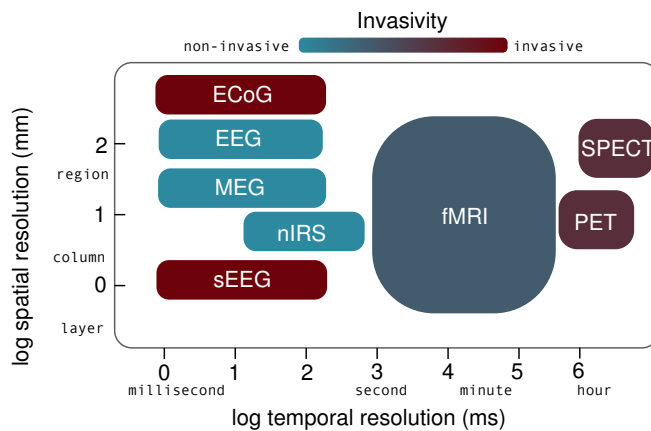 Invasivity
non-invasive invasive
ECoG
EEG
MEG
nIRS
sEEG
fMRI
SPECT
PET
log spatial resolution (mm)
2
region
1
column
0
layer
0 1 2 3 4 5 6
millisecond second minute hour
log temporal resolution (ms)